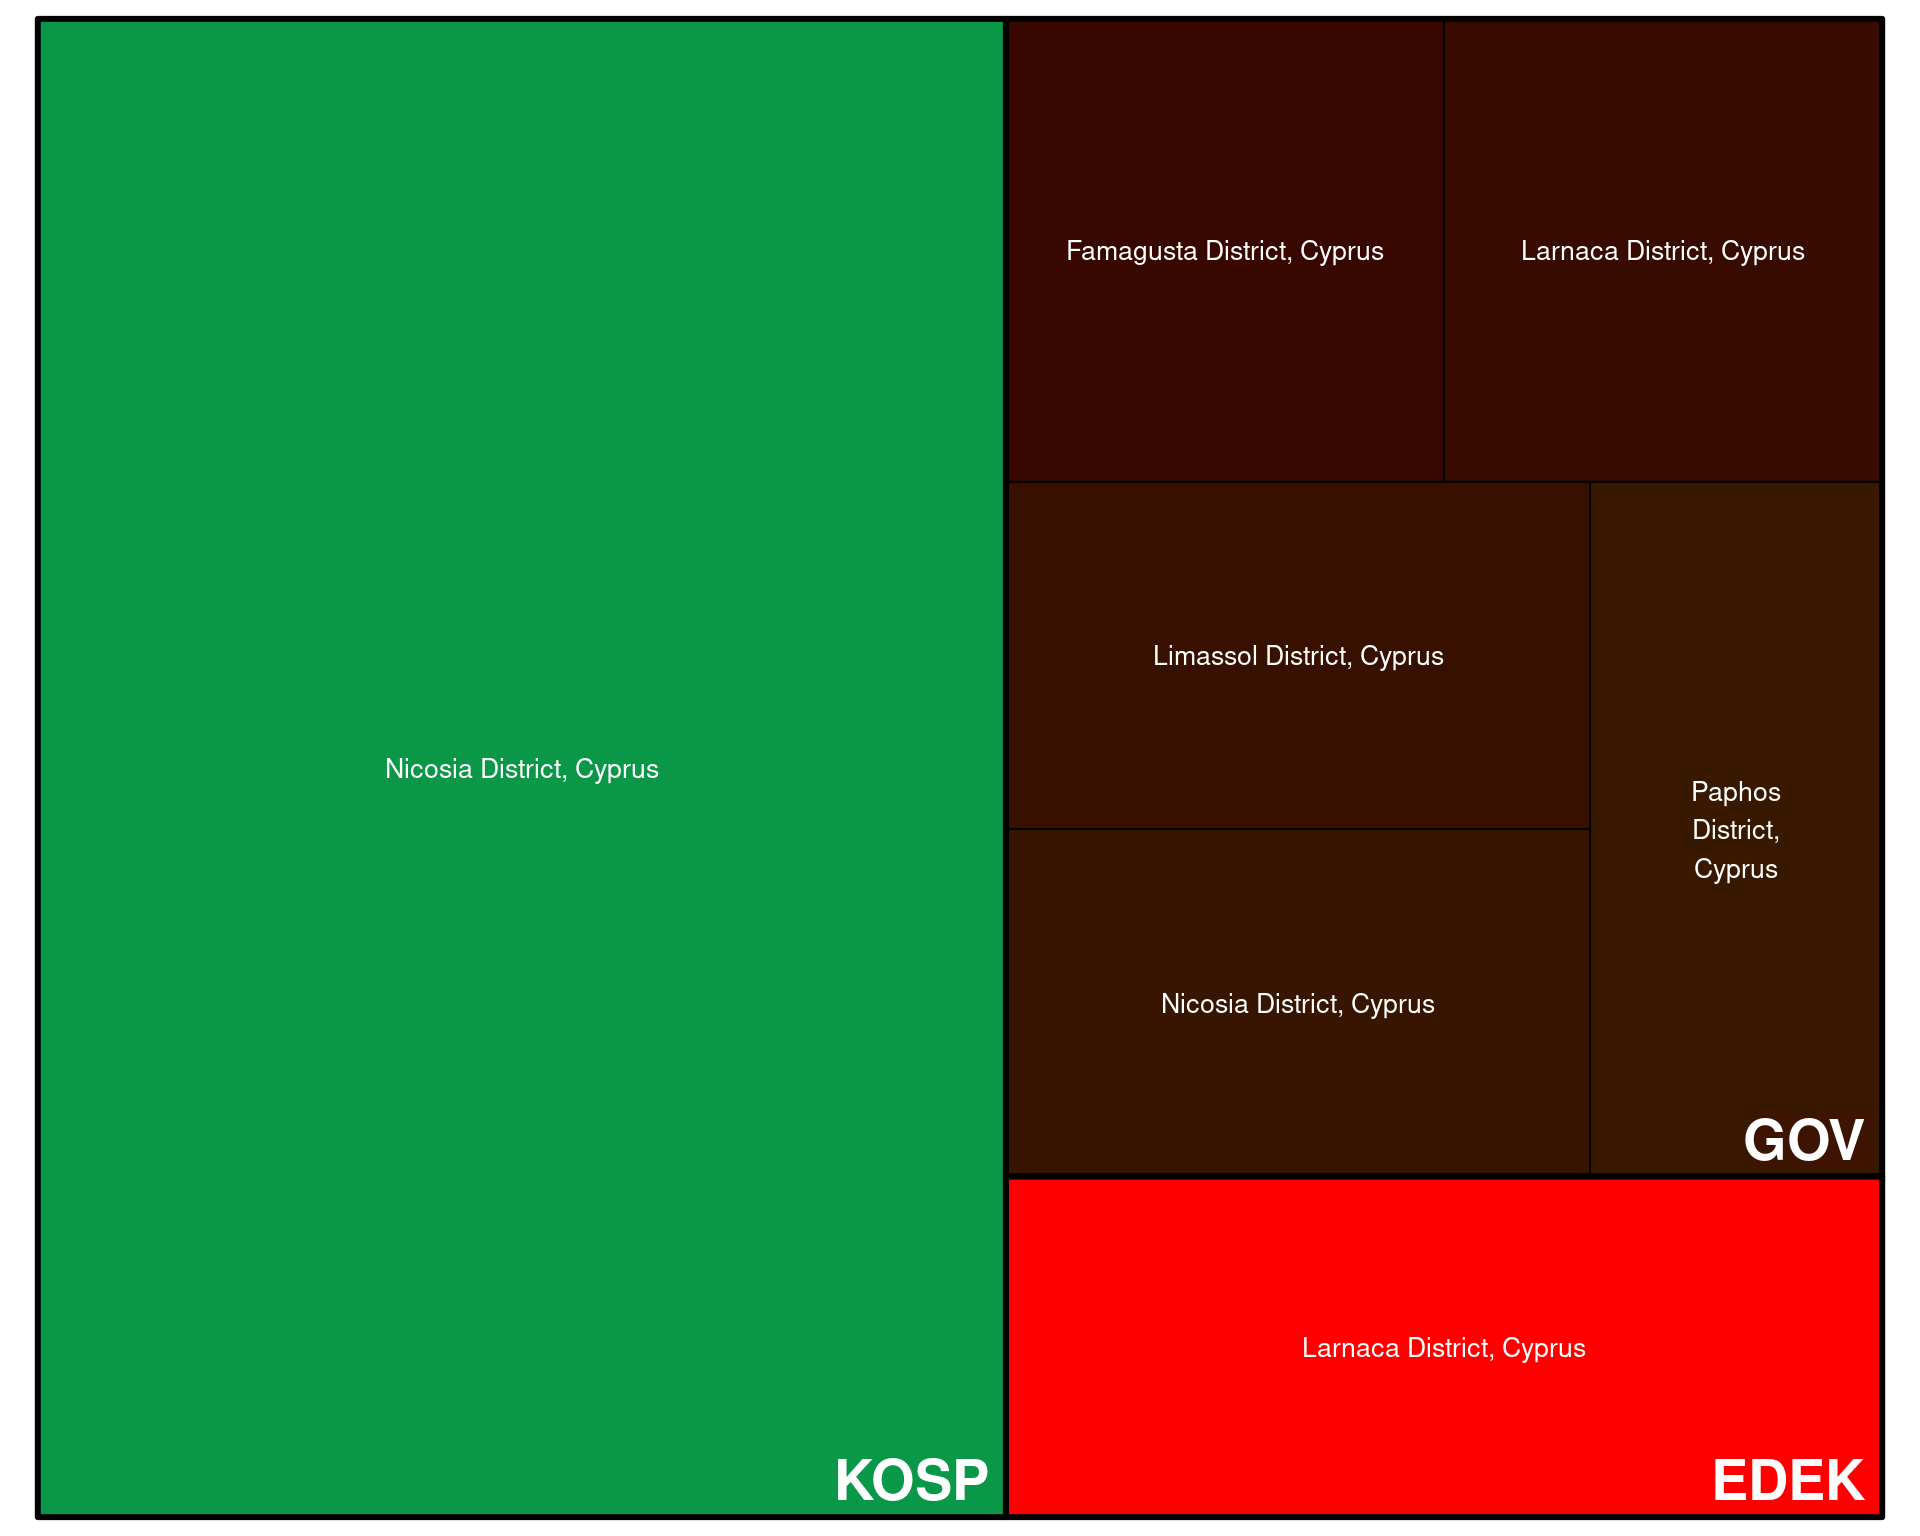 Nicosia District, Cyprus
KOSP
Famagusta District, Cyprus
Larnaca District, Cyprus
Limassol District, Cyprus
Nicosia District, Cyprus
Paphos
District,
Cyprus
GOV
Larnaca District, Cyprus
EDEK